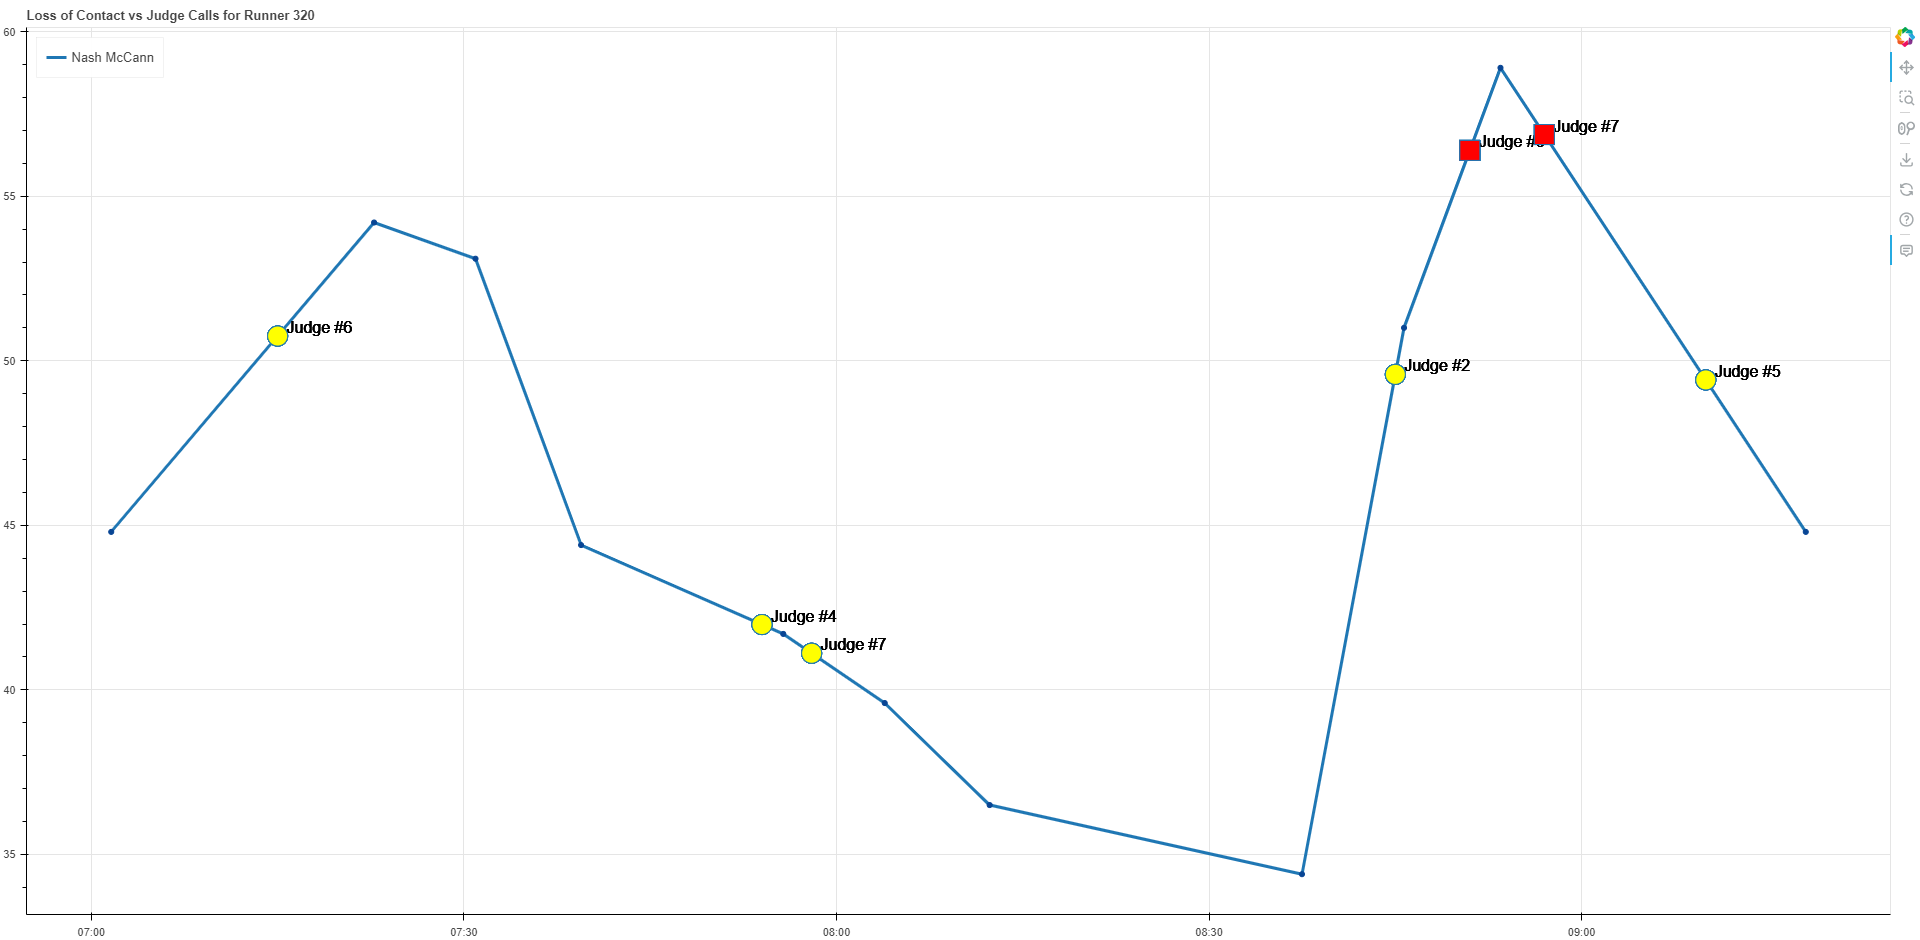 Loss of Contact vs Judge Calls for Runner 320
60
Nash McCann
Judge #7
Judge
55
Judge #6
50
Judge #2
Judge #5
45
Judge #4
Judge #7
40
35
07:00 07:30 08:00 08:30 09:00